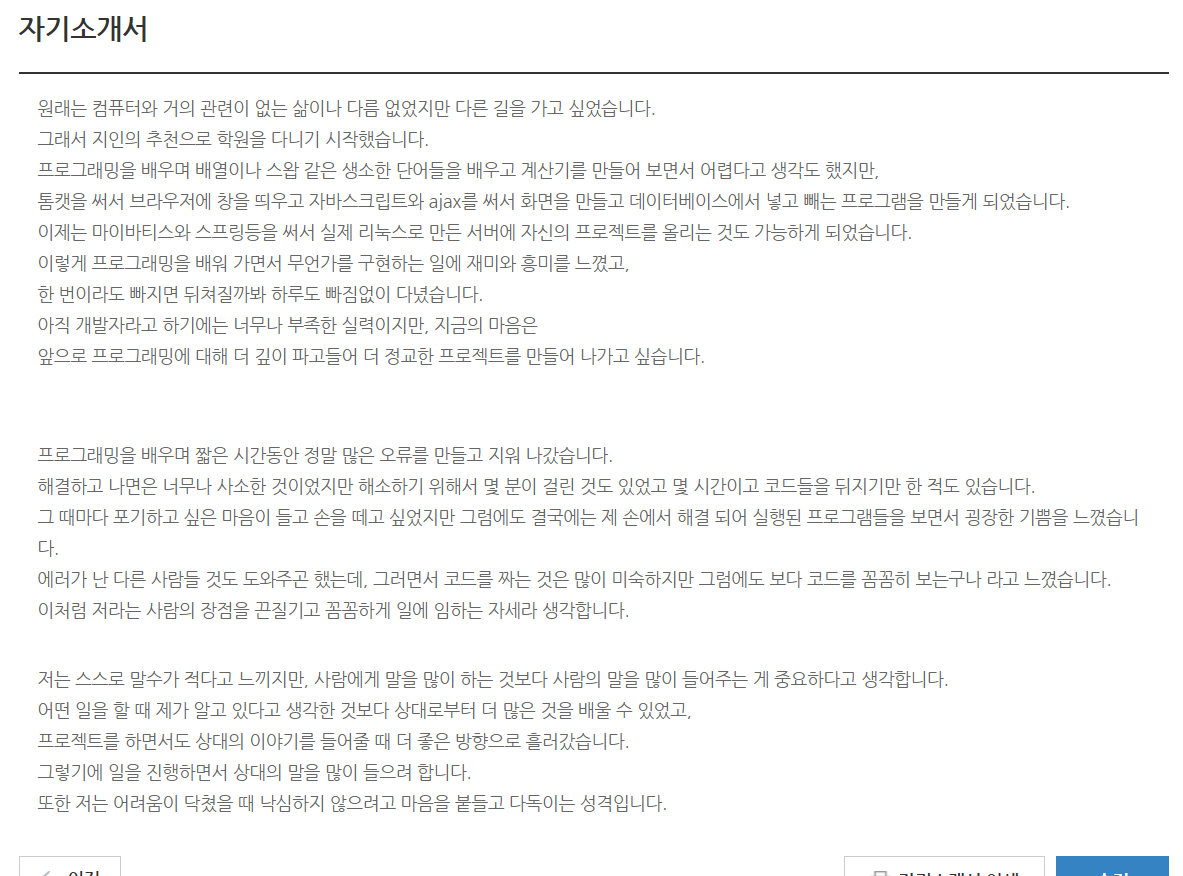 자기소개서
원래는 컴퓨터와 거의 관련이 없는 삶이나 다름 없었지만 다른 길을 가고 싶었습니다.
그래서 지인의 추천으로 학원을 다니기 시작했습니다.
프로그래밍을 배우며 배열이나 스왑 같은 생소한 단어들을 배우고 계산기를 만들어 보면서 어렵다고 생각도 했지만,
톰캣을 써서 브라우저에 창을 띄우고 자바스크립트와 ajax를 써서 화면을 만들고 데이터베이스에서 넣고 빼는 프로그램을 만들게 되었습니다.
이제는 마이바티스와 스프링등을 써서 실제 리눅스로 만든 서버에 자신의 프로젝트를 올리는 것도 가능하게 되었습니다.
이렇게 프로그래밍을 배워 가면서 무언가를 구현하는 일에 재미와 흥미를 느꼈고,
한 번이라도 빠지면 뒤쳐질까봐 하루도 빠짐없이 다녔습니다.
아직 개발자라고 하기에는 너무나 부족한 실력이지만, 지금의 마음은
앞으로 프로그래밍에 대해 더 깊이 파고들어 더 정교한 프로젝트를 만들어 나가고 싶습니다.
프로그래밍을 배우며 짧은 시간동안 정말 많은 오류를 만들고 지워 나갔습니다.
해결하고 나면은 너무나 사소한 것이었지만 해소하기 위해서 몇 분이 걸린 것도 있었고 몇 시간이고 코드들을 뒤지기만 한 적도 있습니다.
그 때마다 포기하고 싶은 마음이 들고 손을 떼고 싶었지만 그럼에도 결국에는 제 손에서 해결 되어 실행된 프로그램들을 보면서 굉장한 기쁨을 느꼈습니
다.
에러가 난 다른 사람들 것도 도와주곤 했는데, 그러면서 코드를 짜는 것은 많이 미숙하지만 그럼에도 보다 코드를 꼼꼼히 보는구나 라고 느꼈습니다.
이처럼 저라는 사람의 장점을 끈질기고 꼼꼼하게 일에 임하는 자세라 생각합니다.
저는 스스로 말수가 적다고 느끼지만, 사람에게 말을 많이 하는 것보다 사람의 말을 많이 들어주는 게 중요하다고 생각합니다.
어떤 일을 할 때 제가 알고 있다고 생각한 것보다 상대로부터 더 많은 것을 배울 수 있었고,
프로젝트를 하면서도 상대의 이야기를 들어줄 때 더 좋은 방향으로 흘러갔습니다.
그렇기에 일을 진행하면서 상대의 말을 많이 들으려 합니다.
또한 저는 어려움이 닥쳤을 때 낙심하지 않으려고 마음을 붙들고 다독이는 성격입니다.